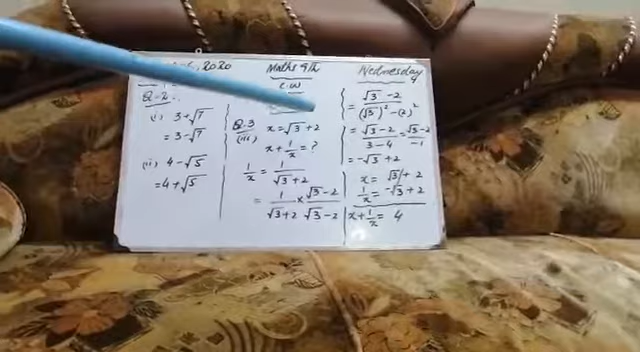 2020
Maths 9th
Wednesday
C.W
Q-2
(i) 3+√7
= 3-√7
(ii) 4-√5
= 4+√5
Q.3
(iii) x = √3+2
x + 1/x = ?
1/x = 1/(√3+2)
= 1/(√3+2) × (√3-2)/(√3-2)
= (√3-2)/((√3)²-(2)²)
= (√3-2)/(3-4) = (√3-2)/-1
= -√3+2
x = √3+2
1/x = -√3+2
x + 1/x = 4